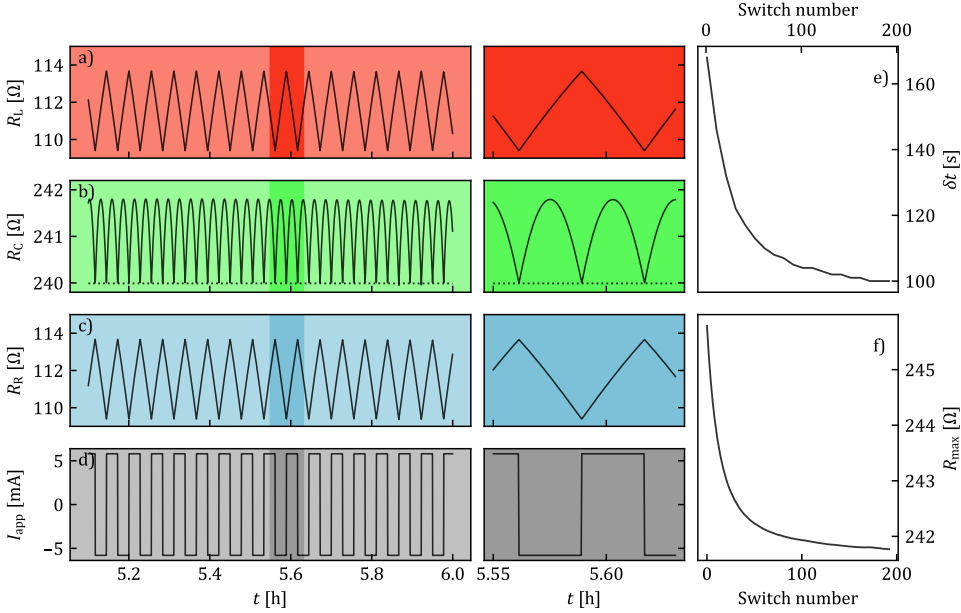 Switch number
0 100 200
a)
114
112
110
R_L [Ω]
b)
242
241
240
R_C [Ω]
c)
114
112
110
R_R [Ω]
d)
5
0
−5
I_app [mA]
5.2 5.4 5.6 5.8 6.0
t [h]
5.55 5.60
t [h]
e)
160
140
120
100
δt [s]
f)
245
244
243
242
R_max [Ω]
0 100 200
Switch number